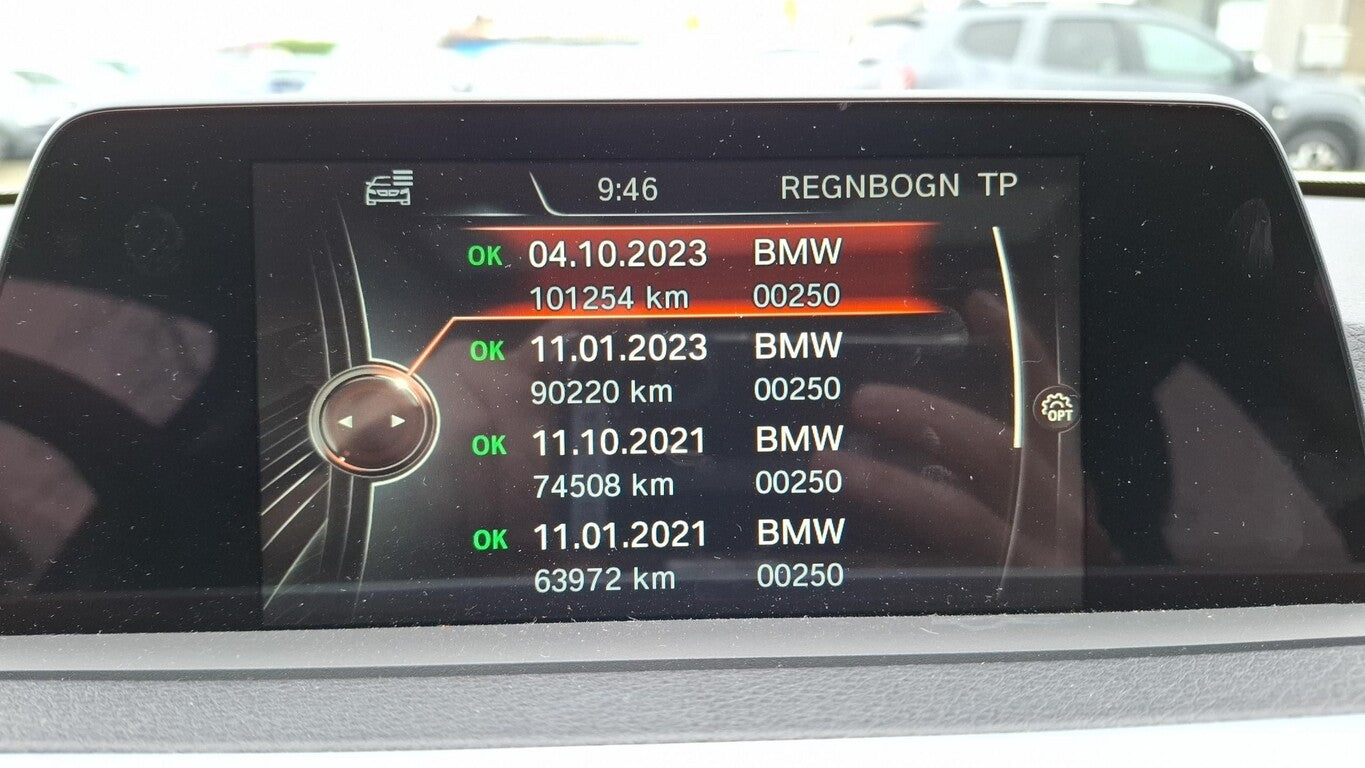 9:46 REGNBOGN TP
OK 04.10.2023 BMW
101254 km 00250
OK 11.01.2023 BMW
90220 km 00250
OPT
OK 11.10.2021 BMW
74508 km 00250
OK 11.01.2021 BMW
63972 km 00250